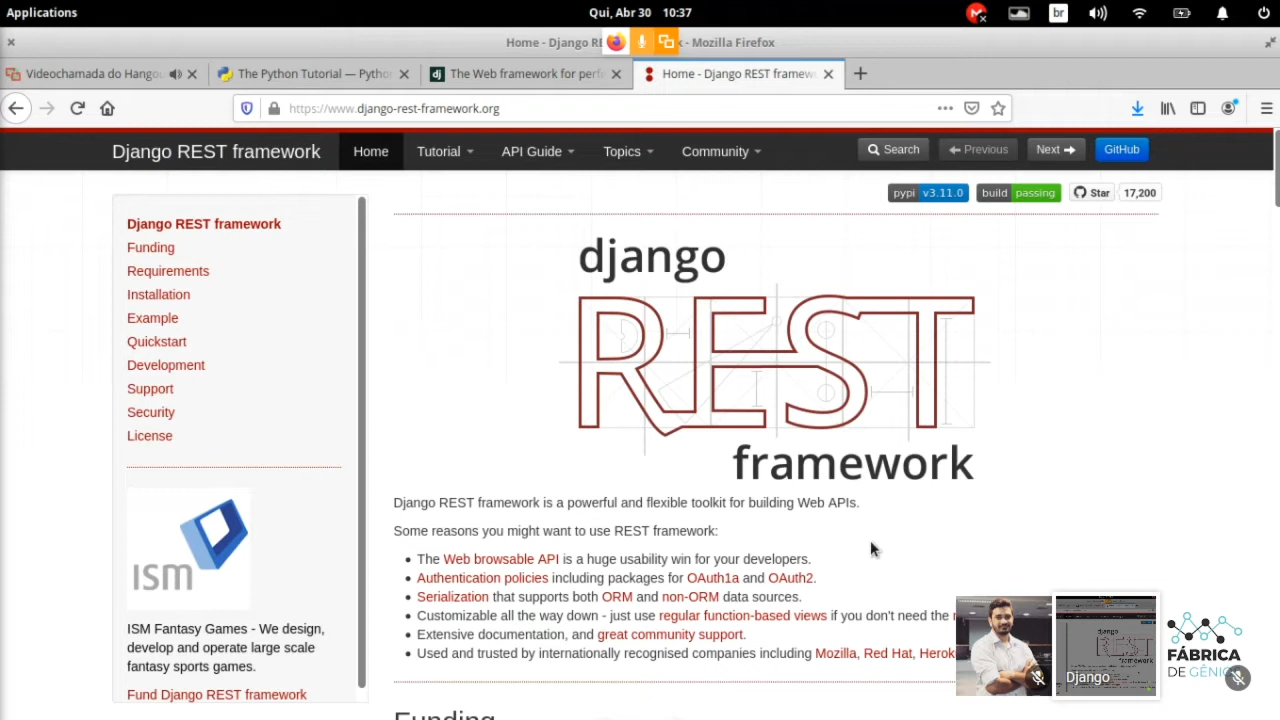 Applications
Qui, Abr 30 10:37
br
Home - Django RE k - Mozilla Firefox
Videochamada do Hango
The Python Tutorial — Pytho
dj
The Web framework for perf
Home - Django REST framew
https://www.django-rest-framework.org
Django REST framework
Home
Tutorial
API Guide
Topics
Community
Search
Previous
Next
GitHub
pypi v3.11.0
build passing
Star 17,200
Django REST framework
Funding
Requirements
Installation
Example
Quickstart
Development
Support
Security
License
ism
ISM Fantasy Games - We design,
develop and operate large scale
fantasy sports games.
Fund Django REST framework
django
REST
framework
Django REST framework is a powerful and flexible toolkit for building Web APIs.
Some reasons you might want to use REST framework:
The Web browsable API is a huge usability win for your developers.
Authentication policies including packages for OAuth1a and OAuth2.
Serialization that supports both ORM and non-ORM data sources.
Customizable all the way down - just use regular function-based views if you don't need the
Extensive documentation, and great community support.
Used and trusted by internationally recognised companies including Mozilla, Red Hat, Herok
django
framework
Django
FÁBRICA
DE GÊNIO